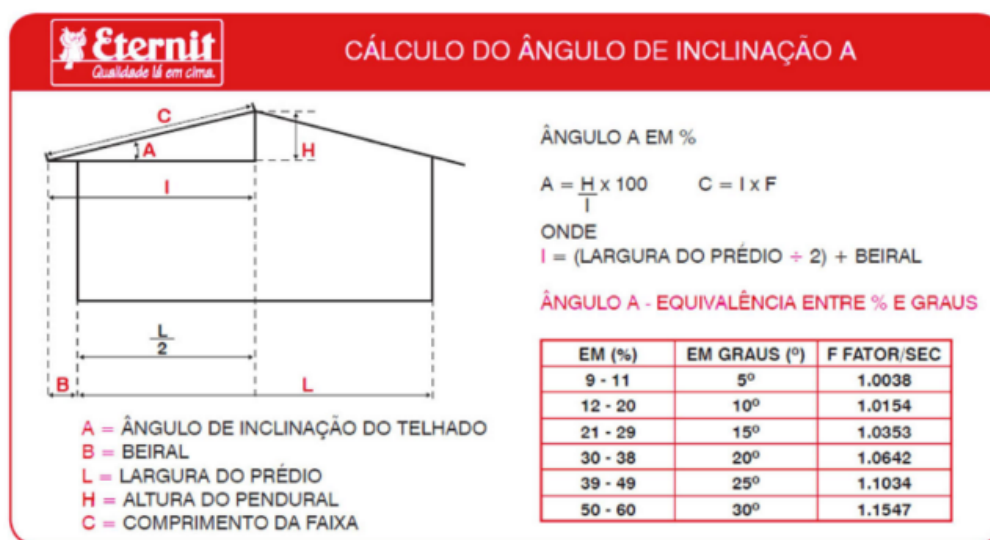 Eternit
Qualidade lá em cima.
CÁLCULO DO ÂNGULO DE INCLINAÇÃO A
C
A
H
I
L
2
B
L
A = ÂNGULO DE INCLINAÇÃO DO TELHADO
B = BEIRAL
L = LARGURA DO PRÉDIO
H = ALTURA DO PENDURAL
C = COMPRIMENTO DA FAIXA
ÂNGULO A EM %
A = H x 100 C = I x F
I
ONDE
I = (LARGURA DO PRÉDIO ÷ 2) + BEIRAL
ÂNGULO A - EQUIVALÊNCIA ENTRE % E GRAUS
EM (%) EM GRAUS (º) F FATOR/SEC
9 - 11 5º 1.0038
12 - 20 10º 1.0154
21 - 29 15º 1.0353
30 - 38 20º 1.0642
39 - 49 25º 1.1034
50 - 60 30º 1.1547